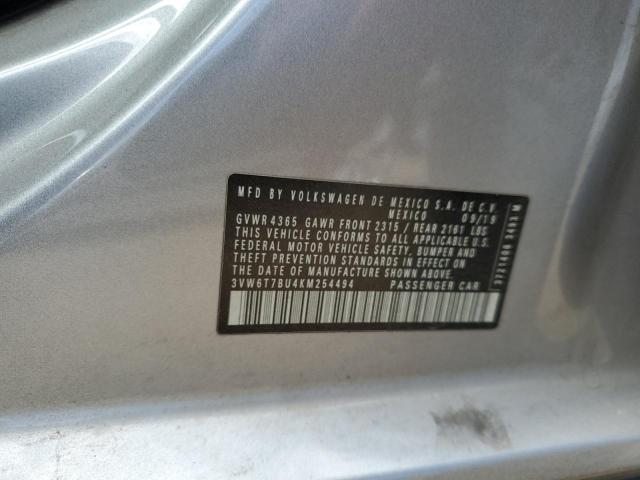 MFD BY VOLKSWAGEN DE MEXICO S.A. DE C.V.
MEXICO 09/18
GVWR 4365 GAWR FRONT 2315 / REAR 2161 LBS
THIS VEHICLE CONFORMS TO ALL APPLICABLE U.S.
FEDERAL MOTOR VEHICLE SAFETY, BUMPER AND
THEFT PREVENTION STANDARDS IN EFFECT ON
THE DATE OF MANUFACTURE SHOWN ABOVE.
3VW6T7BU4KM254494 PASSENGER CAR